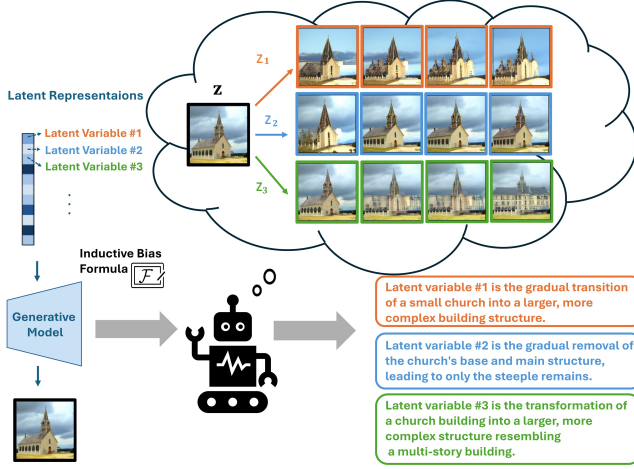 Latent Representaions
Latent Variable #1
Latent Variable #2
Latent Variable #3
Z
Z1
Z2
Z3
Inductive Bias
Formula F
Generative
Model
Latent variable #1 is the gradual transition
of a small church into a larger, more
complex building structure.
Latent variable #2 is the gradual removal of
the church's base and main structure,
leading to only the steeple remains.
Latent variable #3 is the transformation of
a church building into a larger, more
complex structure resembling
a multi-story building.